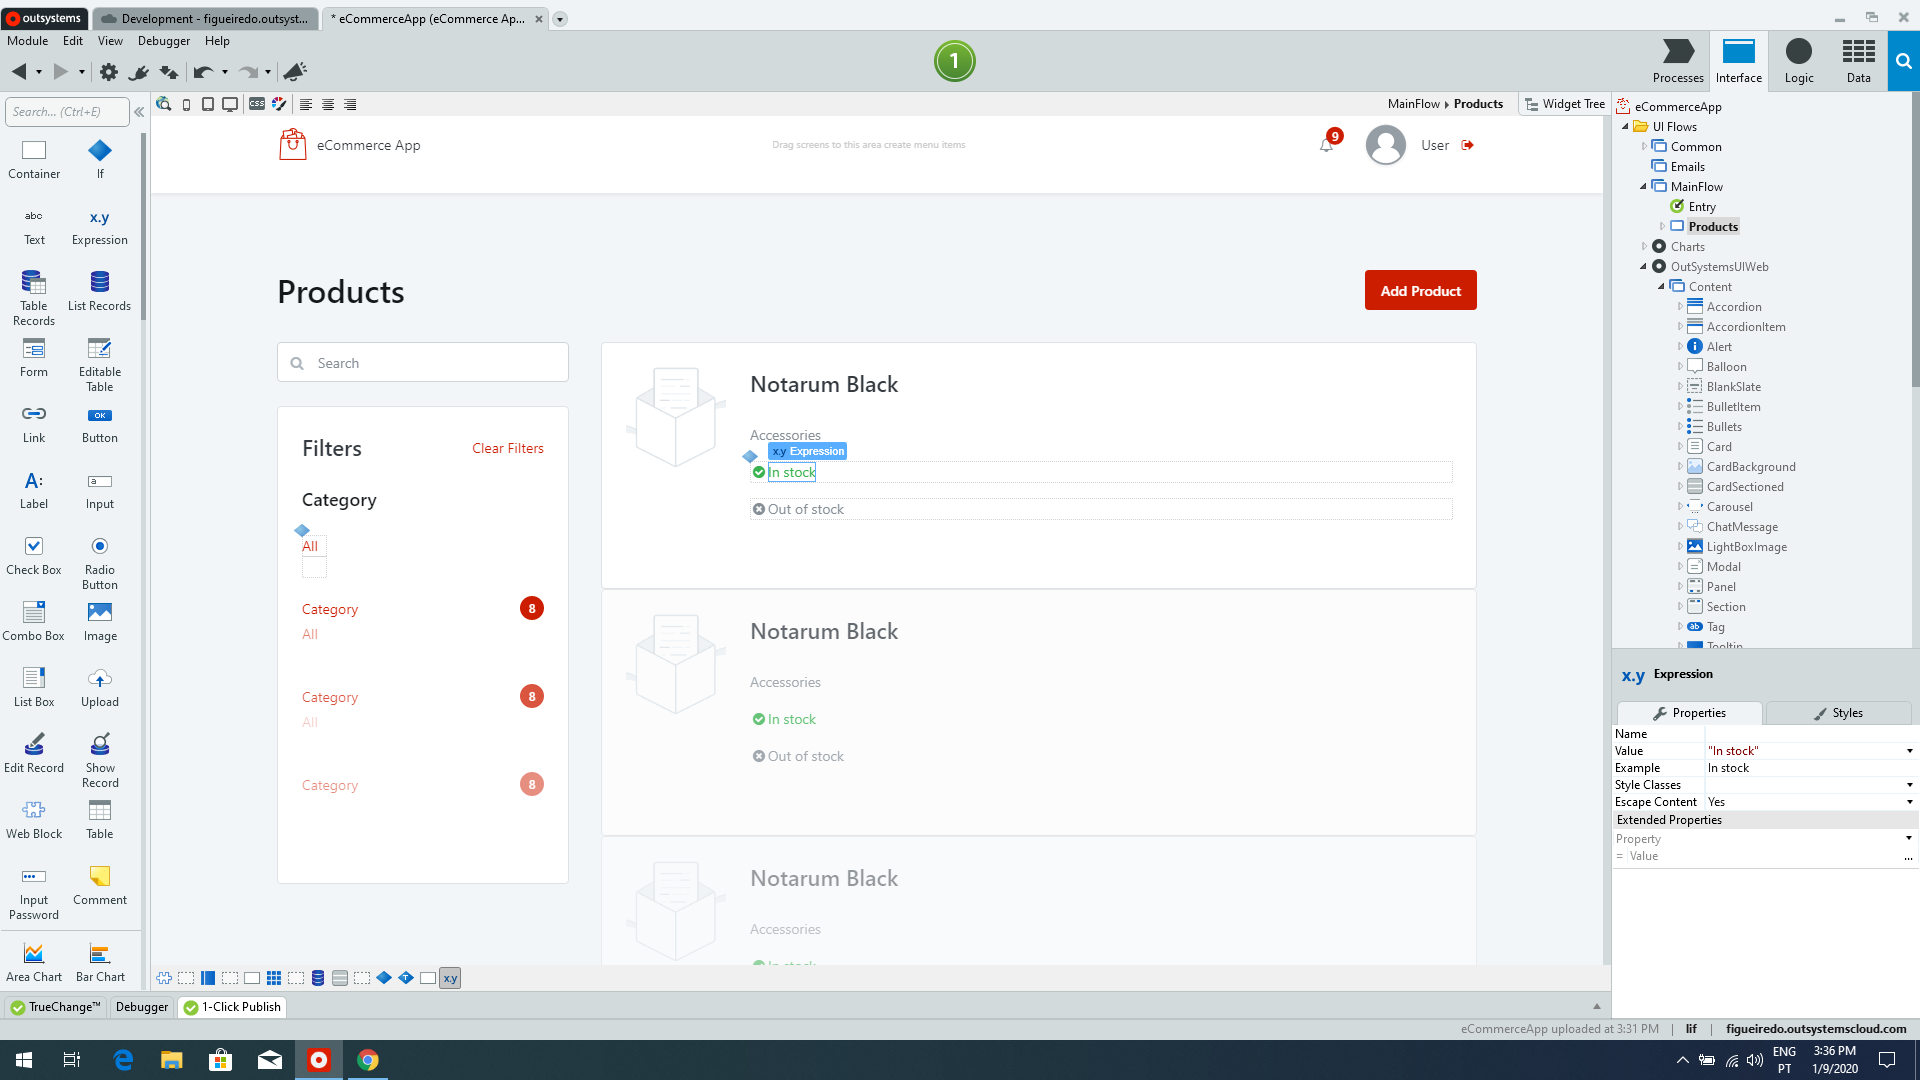 outsystems
Development - figueiredo.outsyst...
* eCommerceApp (eCommerce Ap...
Module Edit View Debugger Help
1
Processes Interface Logic Data
Search... (Ctrl+E)
CSS
MainFlow Products
Widget Tree
Container If
abc x.y
Text Expression
Table Records List Records
Form Editable Table
OK
Link Button
A: a
Label Input
Check Box Radio Button
Combo Box Image
List Box Upload
Edit Record Show Record
Web Block Table
Input Password Comment
Area Chart Bar Chart
eCommerce App
Drag screens to this area create menu items
9
User
Products
Add Product
Search
Filters
Clear Filters
Category
All
Category 8
All
Category 8
All
Category 8
Notarum Black
Accessories
x.y Expression
In stock
Out of stock
Notarum Black
Accessories
In stock
Out of stock
Notarum Black
Accessories
In stock
x.y
eCommerceApp
UI Flows
Common
Emails
MainFlow
Entry
Products
Charts
OutSystemsUIWeb
Content
Accordion
AccordionItem
Alert
Balloon
BlankSlate
BulletItem
Bullets
Card
CardBackground
CardSectioned
Carousel
ChatMessage
LightBoxImage
Modal
Panel
Section
ab Tag
Tooltip
x.y Expression
Properties Styles
Name
Value "In stock"
Example In stock
Style Classes
Escape Content Yes
Extended Properties
Property
= Value ...
TrueChange™ Debugger 1-Click Publish
eCommerceApp uploaded at 3:31 PM | lif | figueiredo.outsystemscloud.com
ENG
PT
3:36 PM
1/9/2020